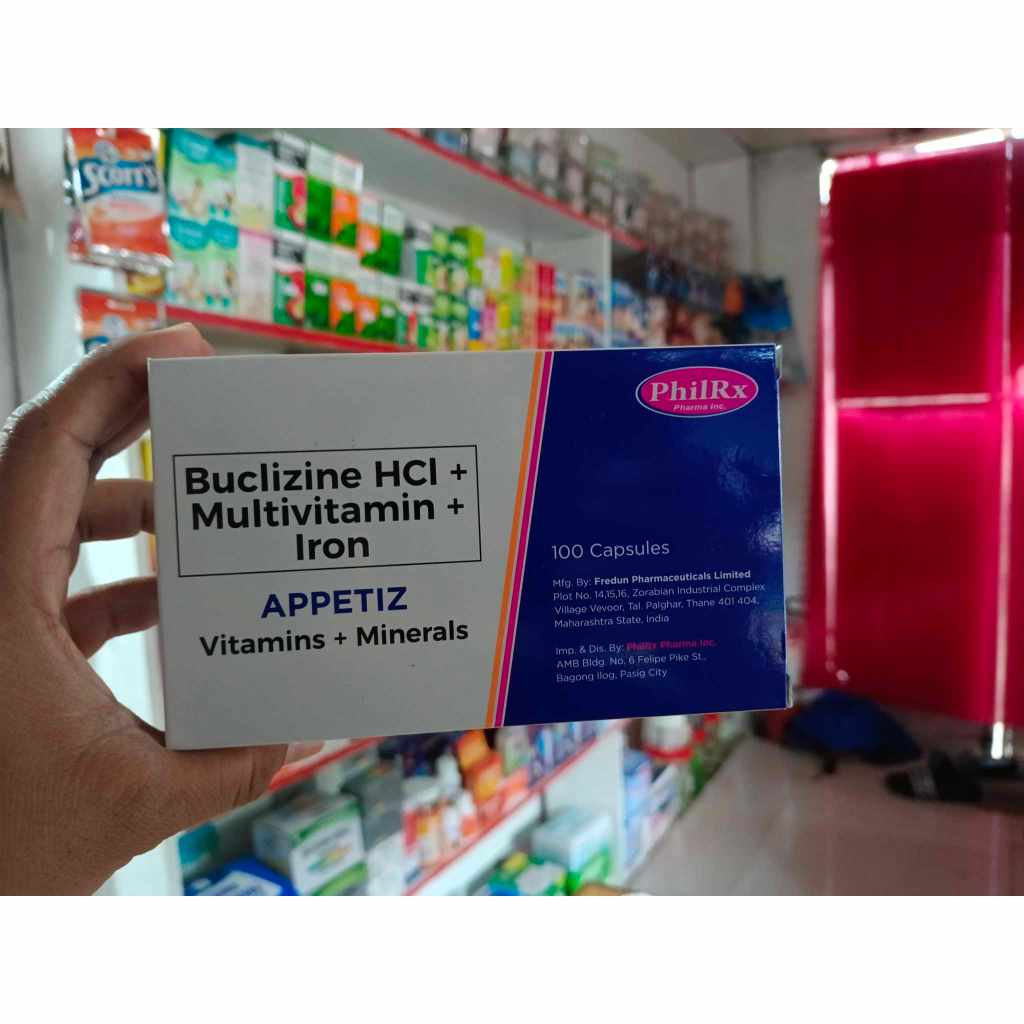 Scott's
PhilRx
Pharma Inc.
Buclizine HCl +
Multivitamin +
Iron
APPETIZ
Vitamins + Minerals
100 Capsules
Mfg. By: Fredun Pharmaceuticals Limited
Plot No. 14,15,16, Zorabian Industrial Complex
Village Vevoor, Tal. Palghar, Thane 401 404,
Maharashtra State, India
Imp. & Dis. By: PhilRx Pharma Inc.
AMB Bldg. No. 6 Felipe Pike St.,
Bagong Ilog, Pasig City